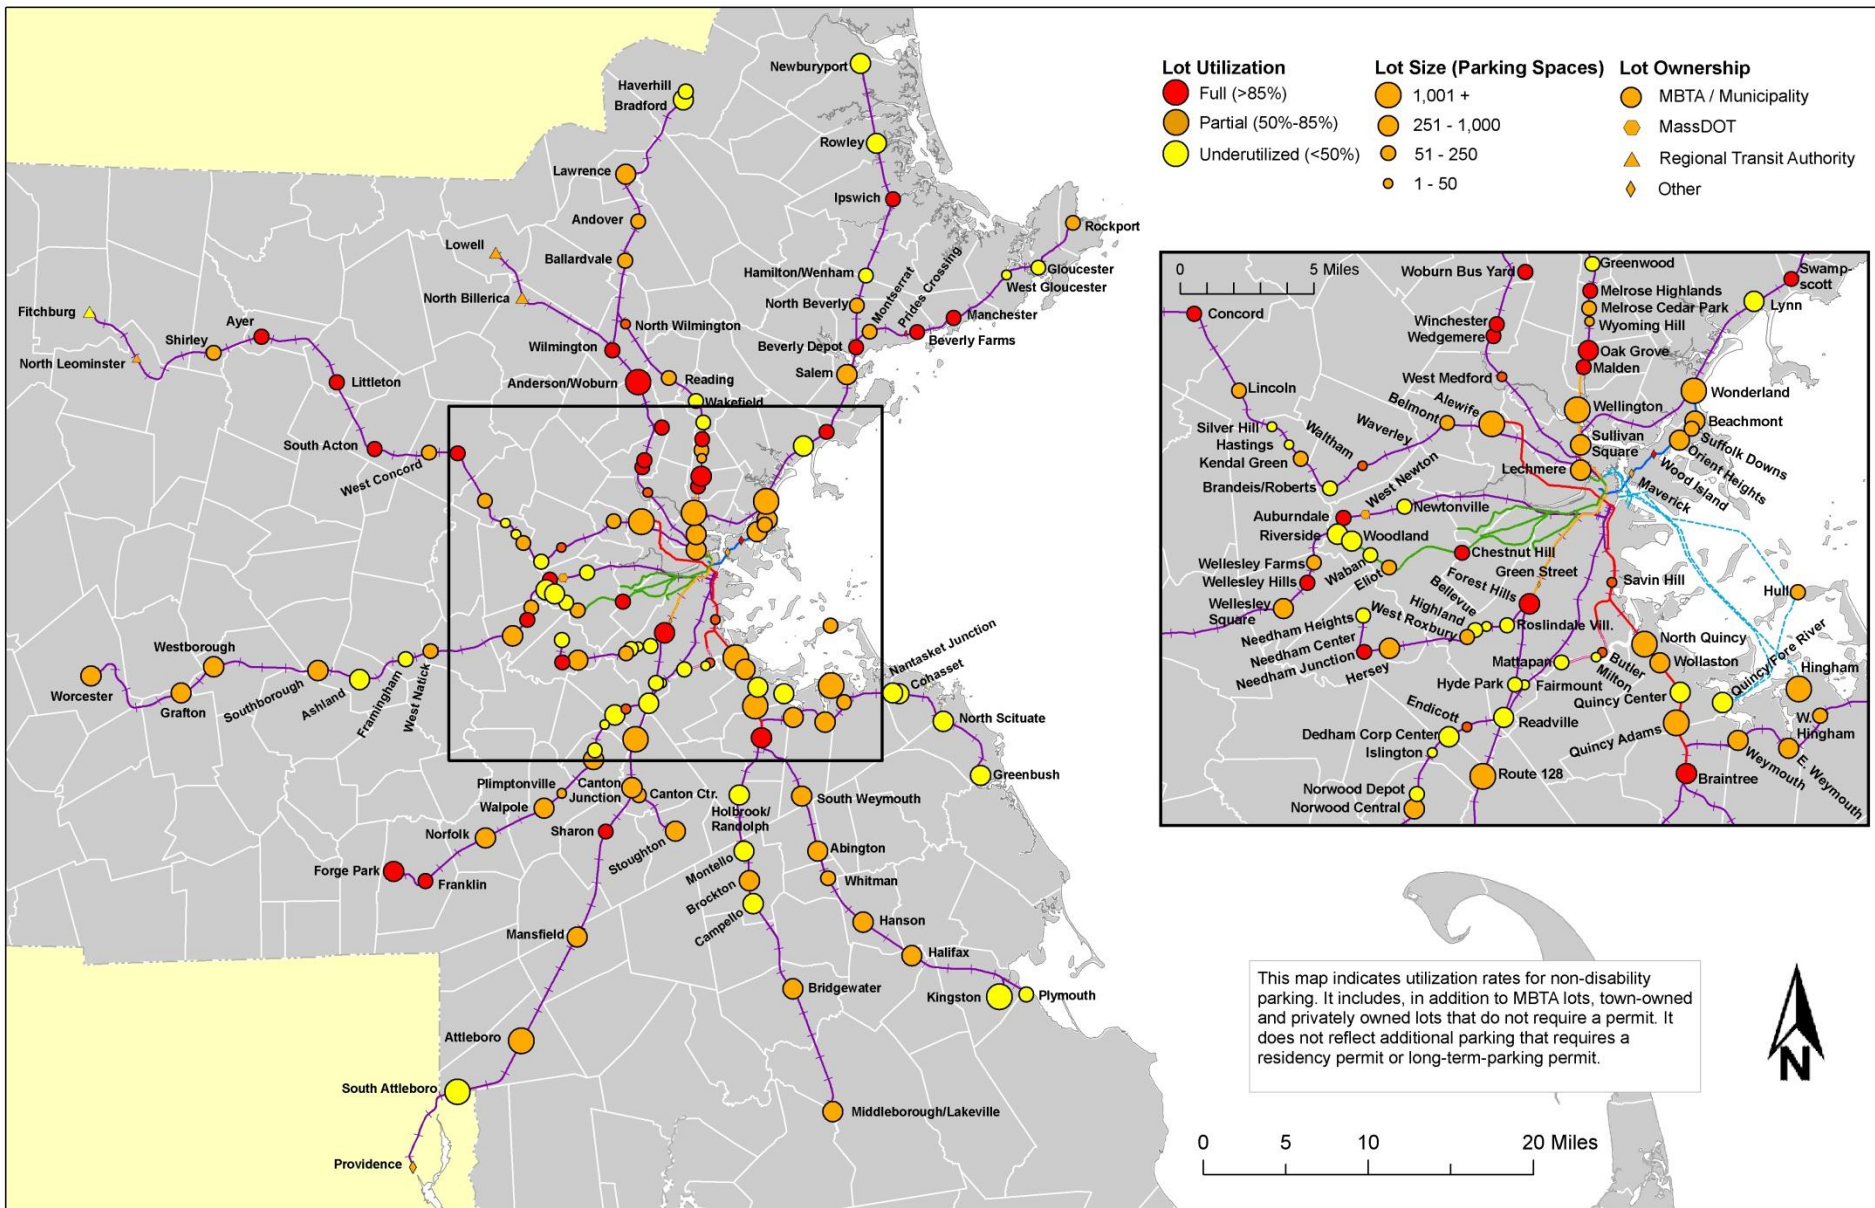 Newburyport
Haverhill
Bradford
Rowley
Lawrence
Ipswich
Andover
Rockport
Lowell
Ballardvale
Hamilton/Wenham
Gloucester
West Gloucester
North Billerica
North Beverly
Montserrat
Prides Crossing
Manchester
Fitchburg
Ayer
North Wilmington
Beverly Farms
Shirley
Wilmington
Beverly Depot
North Leominster
Littleton
Anderson/Woburn
Reading
Salem
Wakefield
South Acton
West Concord
Westborough
Worcester
Grafton
Southborough
Ashland
Framingham
West Natick
Nantasket Junction
Cohasset
North Scituate
Greenbush
Plimptonville
Canton
Junction
Canton Ctr.
Walpole
Holbrook/
Randolph
South Weymouth
Norfolk
Sharon
Stoughton
Forge Park
Franklin
Montello
Abington
Brockton
Whitman
Campello
Hanson
Mansfield
Halifax
Bridgewater
Kingston
Plymouth
Attleboro
South Attleboro
Middleborough/Lakeville
Providence
Lot Utilization
Full (>85%)
Partial (50%-85%)
Underutilized (<50%)
Lot Size (Parking Spaces)
1,001 +
251 - 1,000
51 - 250
1 - 50
Lot Ownership
MBTA / Municipality
MassDOT
Regional Transit Authority
Other
0 5 Miles
Woburn Bus Yard
Greenwood
Swamp-
scott
Concord
Melrose Highlands
Melrose Cedar Park
Lynn
Winchester
Wyoming Hill
Wedgemere
Oak Grove
Malden
West Medford
Lincoln
Alewife
Belmont
Wellington
Wonderland
Beachmont
Silver Hill
Waltham
Waverley
Sullivan
Square
Suffolk Downs
Hastings
Orient Heights
Kendal Green
Lechmere
Wood Island
Brandeis/Roberts
West Newton
Maverick
Newtonville
Auburndale
Riverside
Woodland
Chestnut Hill
Wellesley Farms
Waban
Eliot
Wellesley Hills
Forest Hills
Green Street
Savin Hill
Hull
Wellesley
Square
Needham Heights
West Roxbury
Highland
Bellevue
Roslindale Vill.
Needham Center
Needham Junction
Hersey
North Quincy
Wollaston
Mattapan
Butler
Milton
Quincy/Fore River
Hingham
Hyde Park
Fairmount
Quincy Center
Endicott
Readville
W.
Hingham
Dedham Corp Center
Islington
Quincy Adams
Weymouth
E. Weymouth
Route 128
Braintree
Norwood Depot
Norwood Central
This map indicates utilization rates for non-disability
parking. It includes, in addition to MBTA lots, town-owned
and privately owned lots that do not require a permit. It
does not reflect additional parking that requires a
residency permit or long-term-parking permit.
N
0 5 10 20 Miles